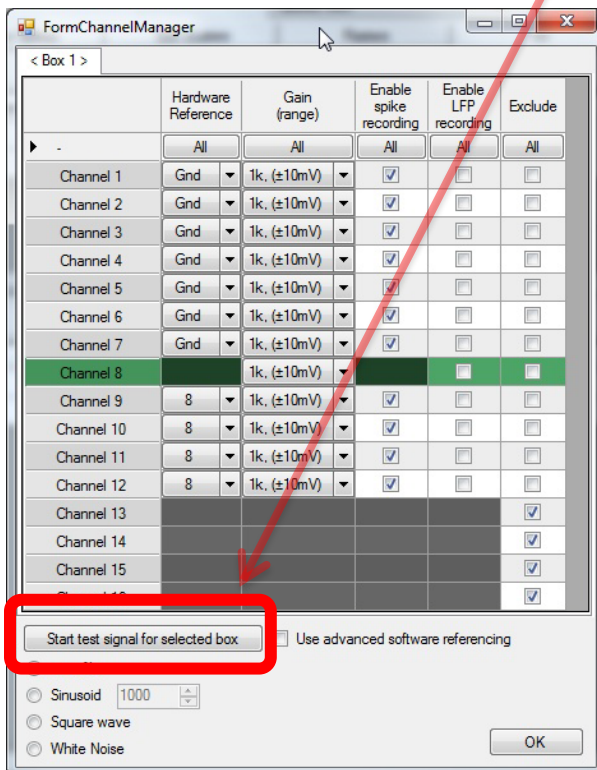 FormChannelManager
< Box 1 >
Hardware Reference Gain (range) Enable spike recording Enable LFP recording Exclude
- All All All All All
Channel 1 Gnd 1k, (±10mV)
Channel 2 Gnd 1k, (±10mV)
Channel 3 Gnd 1k, (±10mV)
Channel 4 Gnd 1k, (±10mV)
Channel 5 Gnd 1k, (±10mV)
Channel 6 Gnd 1k, (±10mV)
Channel 7 Gnd 1k, (±10mV)
Channel 8 1k, (±10mV)
Channel 9 8 1k, (±10mV)
Channel 10 8 1k, (±10mV)
Channel 11 8 1k, (±10mV)
Channel 12 8 1k, (±10mV)
Channel 13
Channel 14
Channel 15
Start test signal for selected box Use advanced software referencing
Sinusoid 1000
Square wave
White Noise
OK